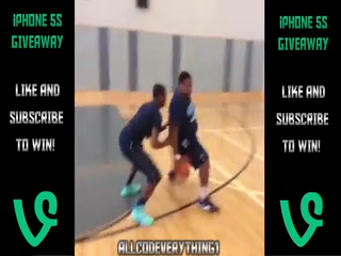 iPHONE 5S
GIVEAWAY
LIKE AND
SUBSCRIBE
TO WIN!
iPHONE 5S
GIVEAWAY
LIKE AND
SUBSCRIBE
TO WIN!
ALLCODEVERYTHING1